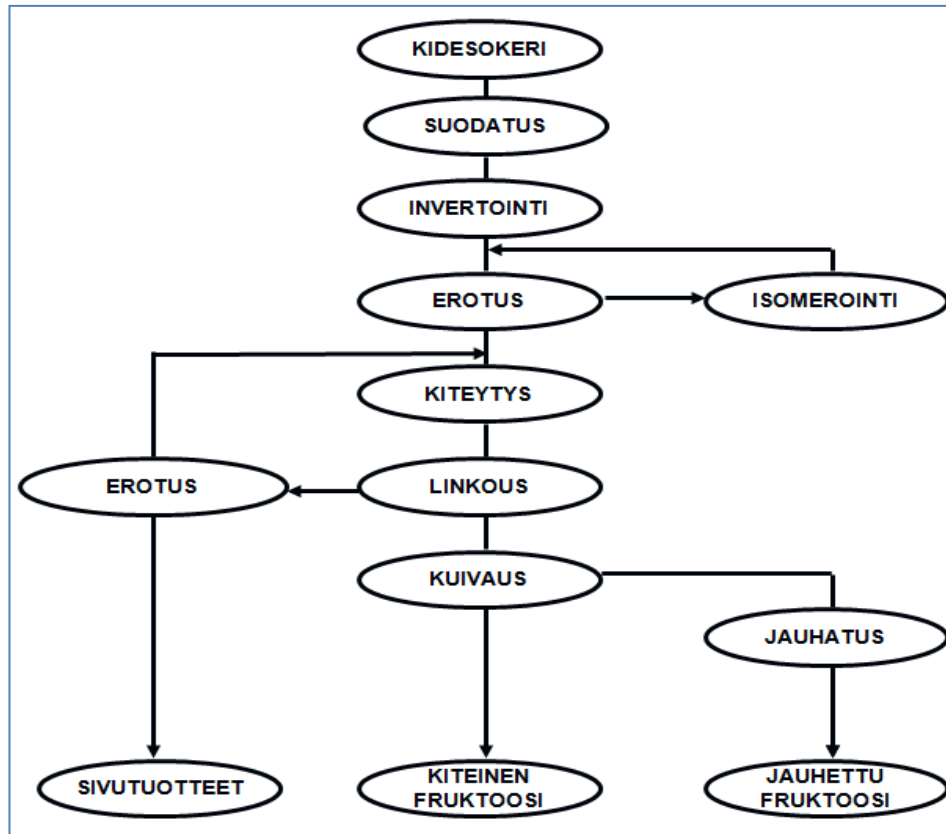 KIDESOKERI
SUODATUS
INVERTOINTI
EROTUS
ISOMEROINTI
KITEYTYS
EROTUS
LINKOUS
KUIVAUS
JAUHATUS
SIVUTUOTTEET
KITEINEN
FRUKTOOSI
JAUHETTU
FRUKTOOSI